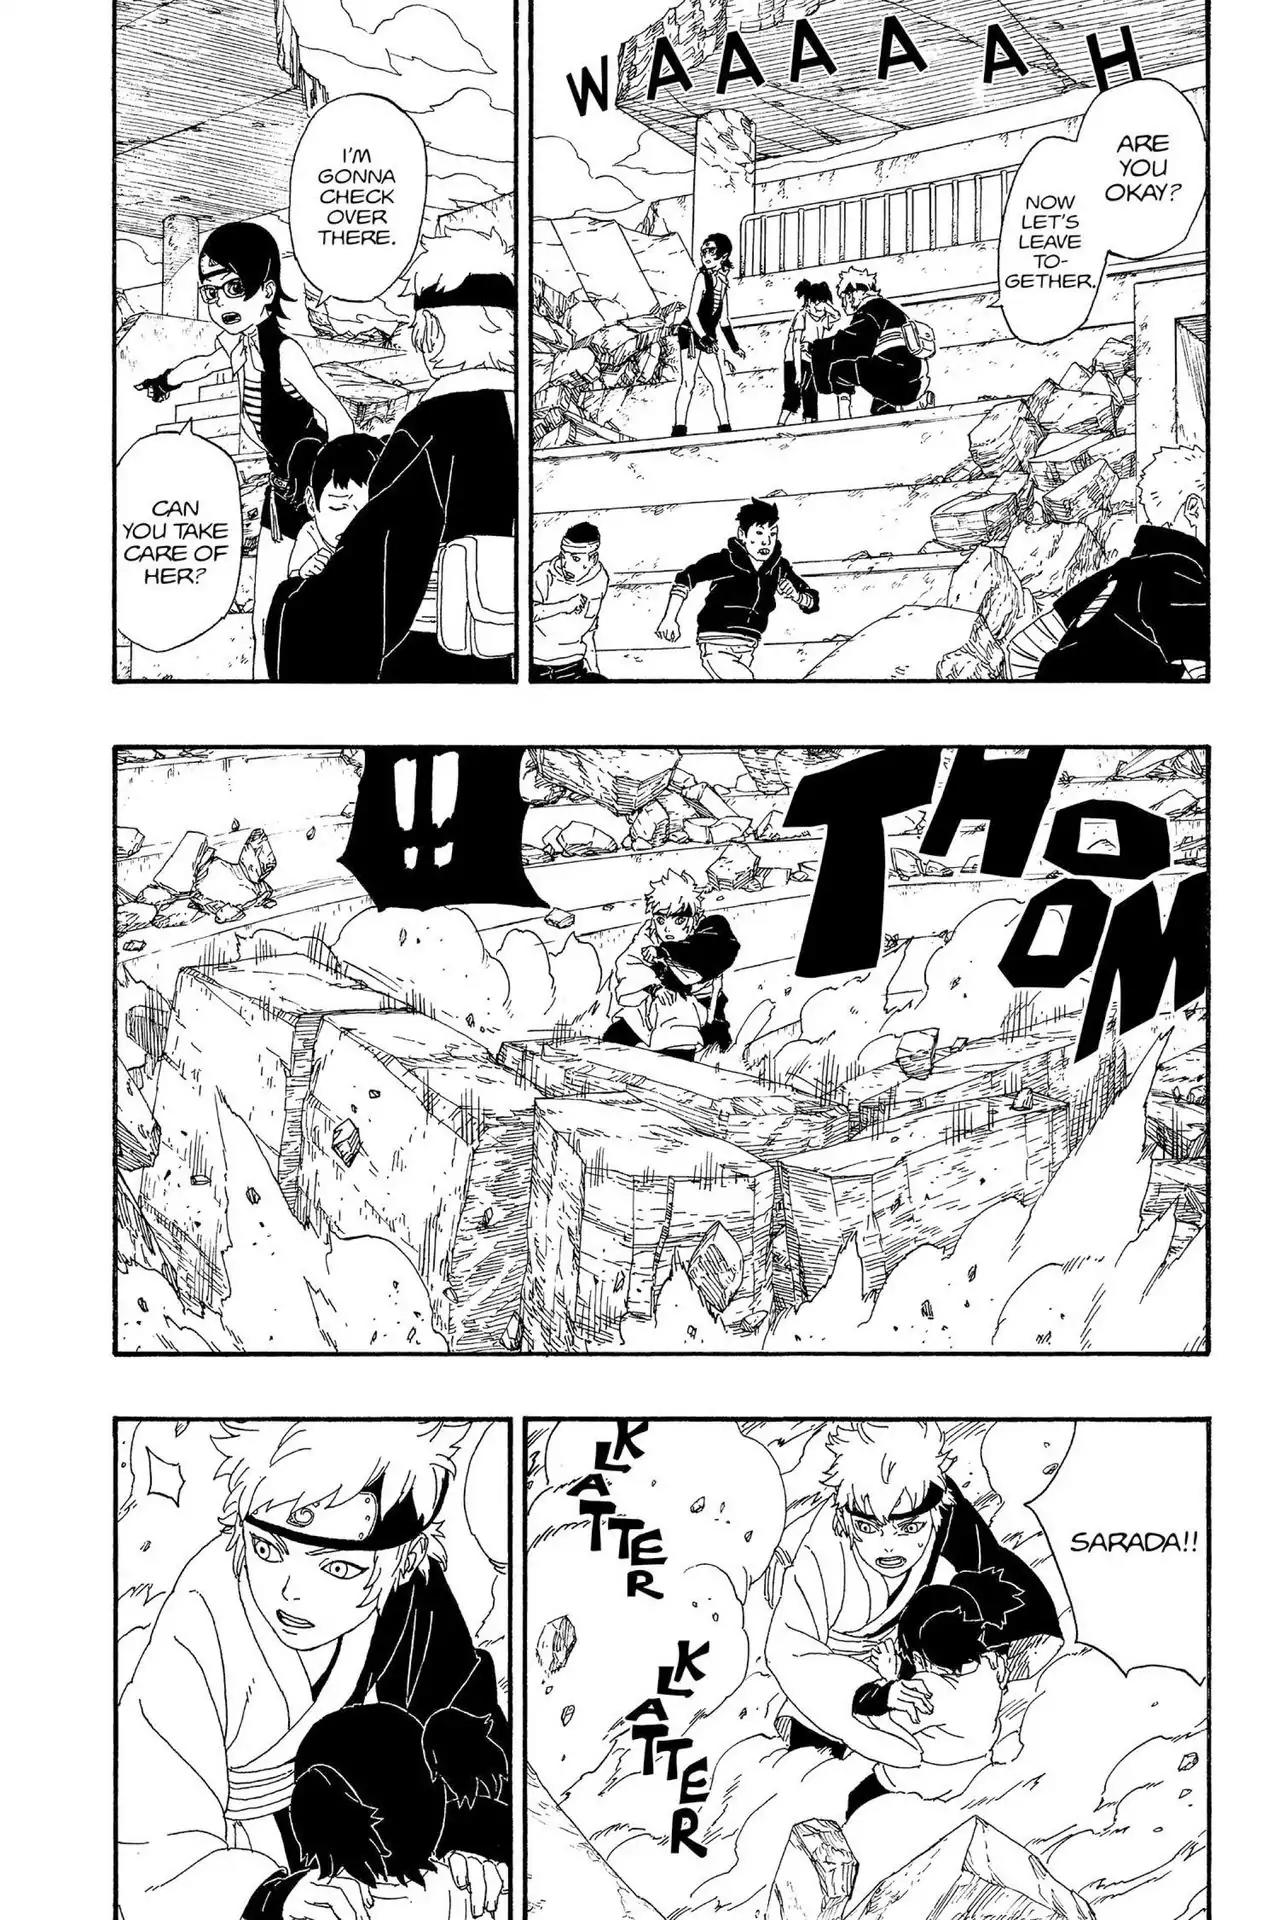 WAAAAAH
ARE
YOU
OKAY?
NOW
LET'S
LEAVE
TO-
GETHER.
I'M
GONNA
CHECK
OVER
THERE.
CAN
YOU TAKE
CARE OF
HER?
THOOOM
!!
SARADA!!
KLATTER
KLATTER